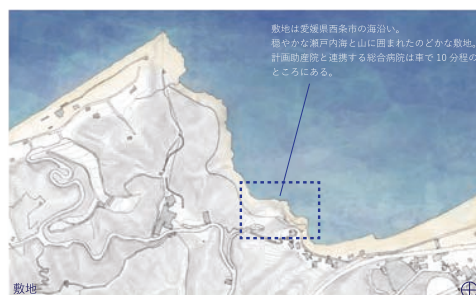 敷地は愛媛県西条市の海沿い。
穏やかな瀬戸内海と山に囲まれたのどかな敷地。
計画助産院と連携する総合病院は車で 10 分程の
ところにある。
敷地